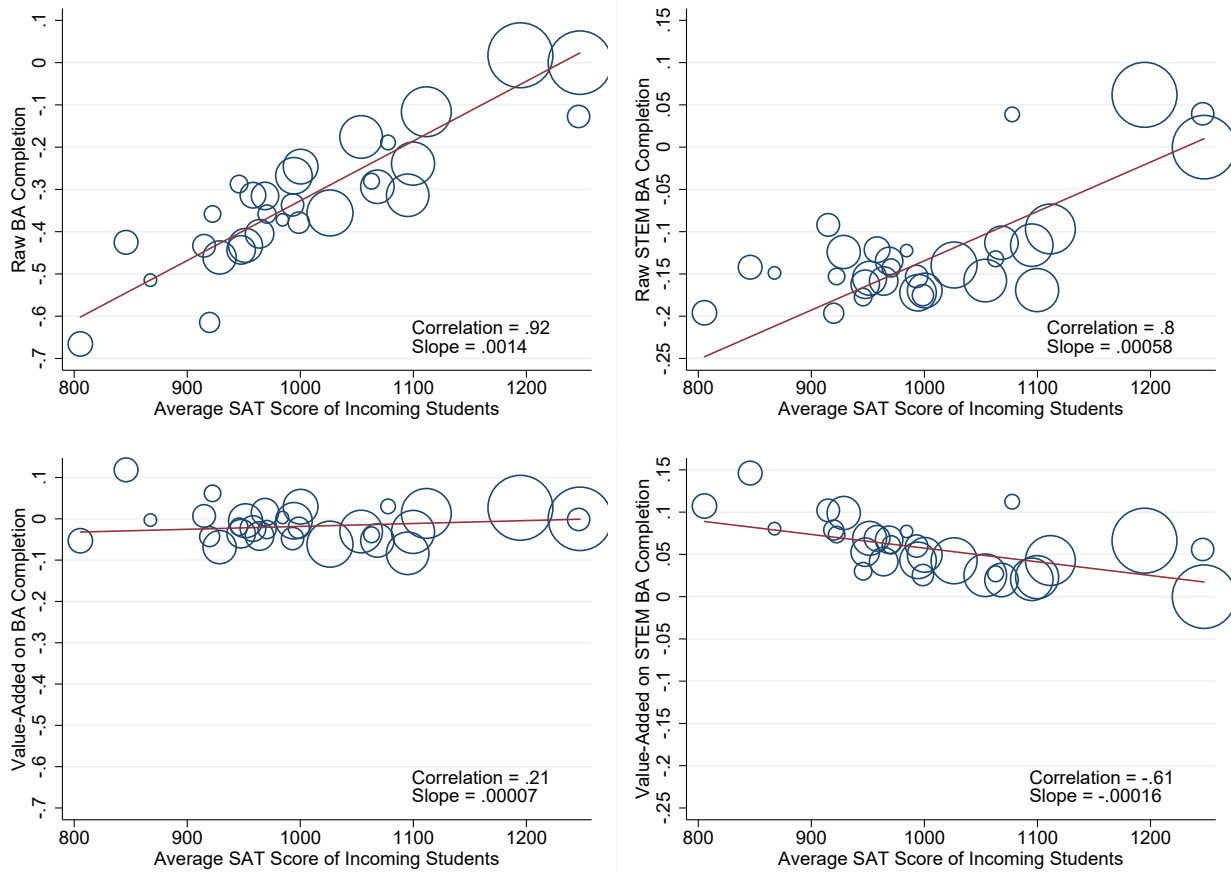 Raw BA Completion
.1
0
-.1
-.2
-.3
-.4
-.5
-.6
-.7
Correlation = .92
Slope = .0014
800 900 1000 1100 1200
Average SAT Score of Incoming Students
Raw STEM BA Completion
.15
.1
.05
0
-.05
-.1
-.15
-.2
-.25
Correlation = .8
Slope = .00058
800 900 1000 1100 1200
Average SAT Score of Incoming Students
Value-Added on BA Completion
.1
0
-.1
-.2
-.3
-.4
-.5
-.6
-.7
Correlation = .21
Slope = .00007
800 900 1000 1100 1200
Average SAT Score of Incoming Students
Value-Added on STEM BA Completion
.15
.1
.05
0
-.05
-.1
-.15
-.2
-.25
Correlation = -.61
Slope = -.00016
800 900 1000 1100 1200
Average SAT Score of Incoming Students